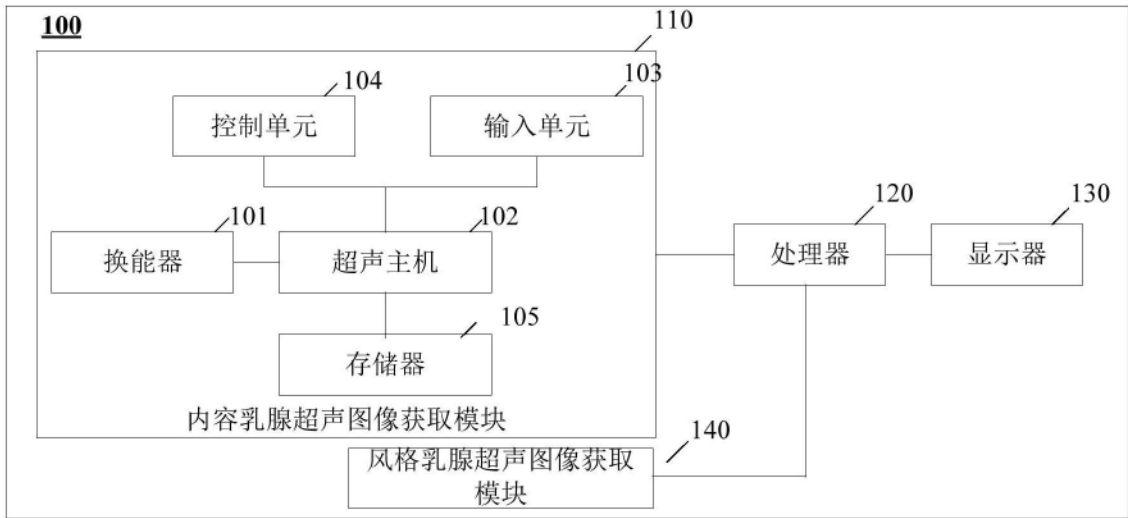 100
110
104
103
控制单元
输入单元
101
102
120
130
换能器
超声主机
处理器
显示器
105
存储器
内容乳腺超声图像获取模块
140
风格乳腺超声图像获取
模块